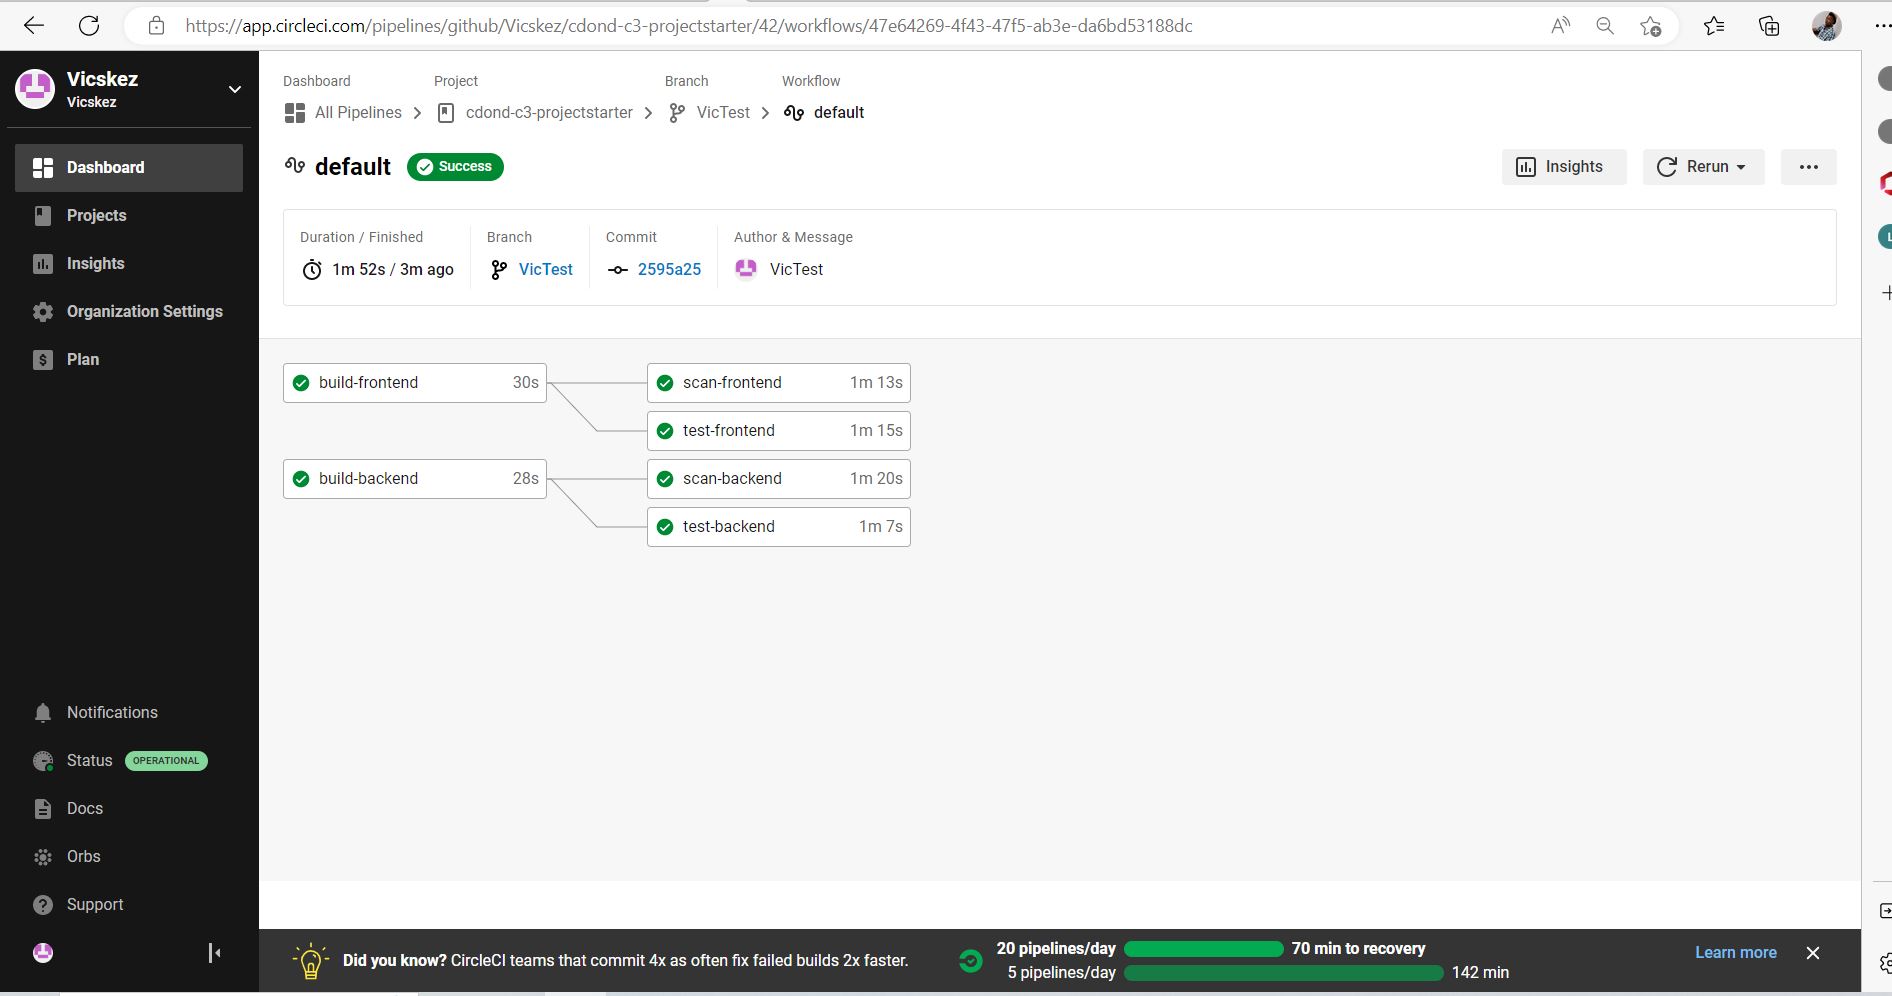 https://app.circleci.com/pipelines/github/Vicskez/cdond-c3-projectstarter/42/workflows/47e64269-4f43-47f5-ab3e-da6bd53188dc
Vicskez
Vicskez
Dashboard
Projects
Insights
Organization Settings
Plan
Notifications
Status OPERATIONAL
Docs
Orbs
Support
Dashboard Project Branch Workflow
All Pipelines cdond-c3-projectstarter VicTest default
default Success
Insights Rerun
Duration / Finished Branch Commit Author & Message
1m 52s / 3m ago VicTest 2595a25 VicTest
build-frontend 30s scan-frontend 1m 13s
test-frontend 1m 15s
build-backend 28s scan-backend 1m 20s
test-backend 1m 7s
Did you know? CircleCI teams that commit 4x as often fix failed builds 2x faster.
20 pipelines/day 70 min to recovery
5 pipelines/day 142 min
Learn more